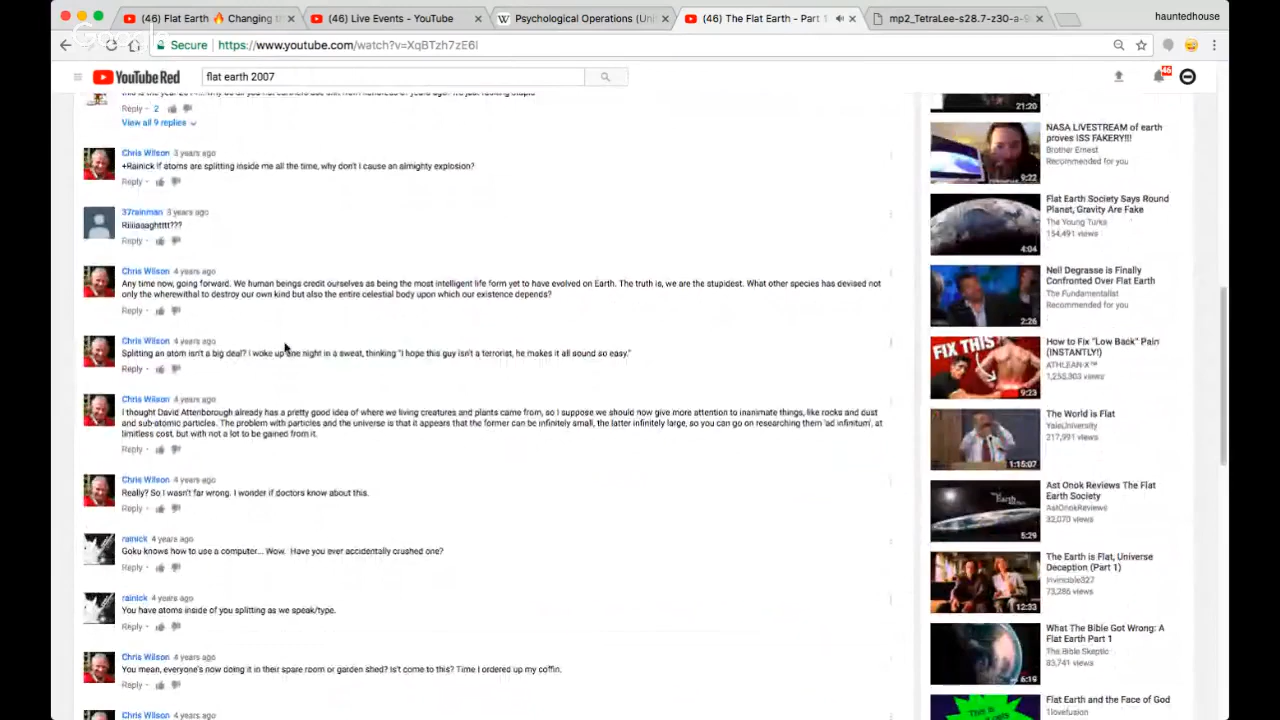 (46) Flat Earth 🔥 Changing t
(46) Live Events - YouTube
Psychological Operations (Uni
(46) The Flat Earth - Part
mp2_TetraLee-s28.7-z30-a-9
hauntedhouse
Google
Secure
https://www.youtube.com/watch?v=XqBTzh7zE6I
YouTube Red
flat earth 2007
46
Reply · 2
View all 9 replies
Chris Wilson 3 years ago
+Rainick If atoms are splitting inside me all the time, why don't I cause an almighty explosion?
Reply ·
37rainman 3 years ago
Riiiiaaaghtttt???
Reply ·
Chris Wilson 4 years ago
Any time now, going forward. We human beings credit ourselves as being the most intelligent life form yet to have evolved on Earth. The truth is, we are the stupidest. What other species has devised not
only the wherewithal to destroy our own kind but also the entire celestial body upon which our existence depends?
Reply ·
Chris Wilson 4 years ago
Splitting an atom isn't a big deal? I woke up one night in a sweat, thinking "I hope this guy isn't a terrorist, he makes it all sound so easy."
Reply ·
Chris Wilson 4 years ago
I thought David Attenborough already has a pretty good idea of where we living creatures and plants came from, so I suppose we should now give more attention to inanimate things, like rocks and dust
and sub-atomic particles. The problem with particles and the universe is that it appears that the former can be infinitely small, the latter infinitely large, so you can go on researching them 'ad infinitum', at
limitless cost, but with not a lot to be gained from it.
Reply ·
Chris Wilson 4 years ago
Really? So I wasn't far wrong. I wonder if doctors know about this.
Reply ·
rainick 4 years ago
Goku knows how to use a computer... Wow. Have you ever accidentally crushed one?
Reply ·
rainick 4 years ago
You have atoms inside of you splitting as we speak/type.
Reply ·
Chris Wilson 4 years ago
You mean, everyone's now doing it in their spare room or garden shed? Is't come to this? Time I ordered up my coffin.
Reply ·
Chris Wilson 4 years ago
21:20
NASA LIVESTREAM of earth
proves ISS FAKERY!!!
Brother Ernest
Recommended for you
9:22
Flat Earth Society Says Round
Planet, Gravity Are Fake
The Young Turks
154,491 views
4:04
Neil Degrasse is Finally
Confronted Over Flat Earth
The Fundamentalist
Recommended for you
2:26
FIX THIS
How to Fix "Low Back" Pain
(INSTANTLY!)
ATHLEAN-X™
1,255,303 views
9:23
The World is Flat
YaleUniversity
217,991 views
1:15:07
Ast Onok Reviews The Flat
Earth Society
AstOnokReviews
32,070 views
5:29
The Earth is Flat, Universe
Deception (Part 1)
Invincible327
73,286 views
12:33
What The Bible Got Wrong: A
Flat Earth Part 1
The Bible Skeptic
83,741 views
6:19
Flat Earth and the Face of God
1lovefusion
This is